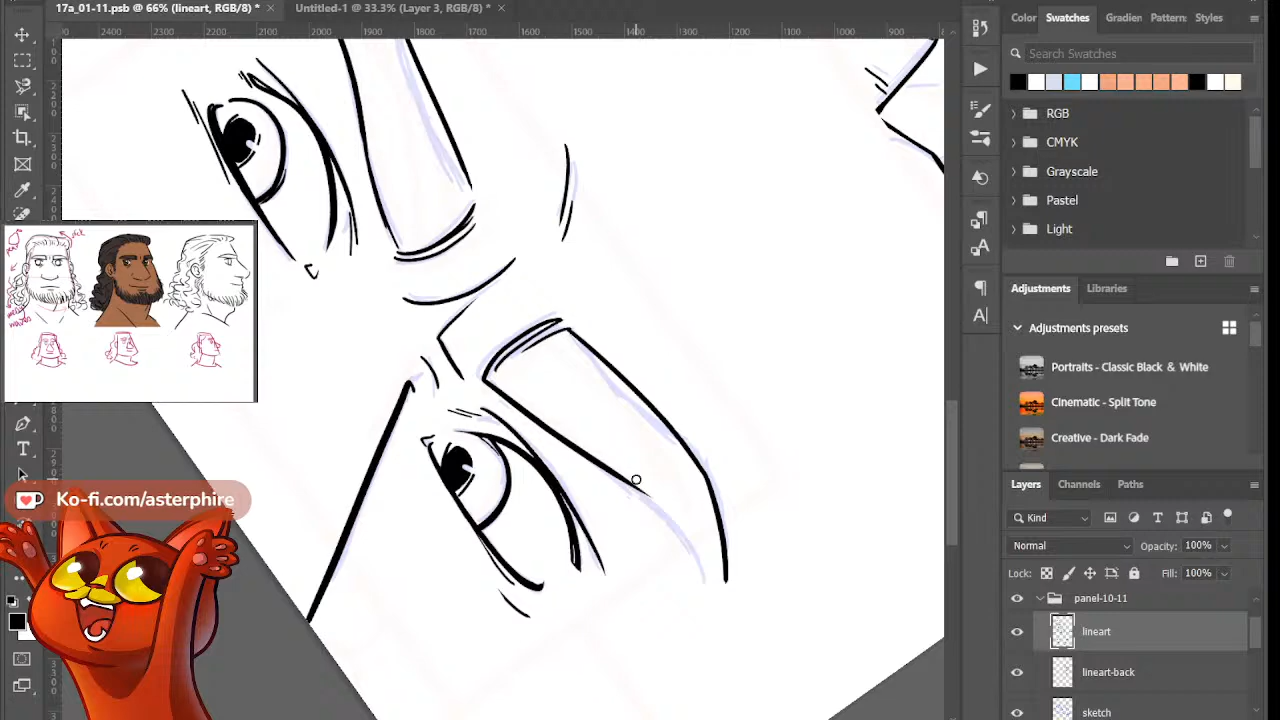 17a_01-11.psb @ 66% (lineart, RGB/8) *
Untitled-1 @ 33.3% (Layer 3, RGB/8) *
2400 2300 2200 2100 2000 1900 1800 1700 1600 1500 1400 1300 1200 1100 1000 900
Color Swatches Gradien Pattern: Styles
Search Swatches
RGB
CMYK
Grayscale
Pastel
Light
Adjustments Libraries
Adjustments presets
Portraits - Classic Black & White
Cinematic - Split Tone
Creative - Dark Fade
Ko-fi.com/asterphire
Layers Channels Paths
Kind
Normal Opacity: 100%
Lock: Fill: 100%
panel-10-11
lineart
lineart-back
sketch